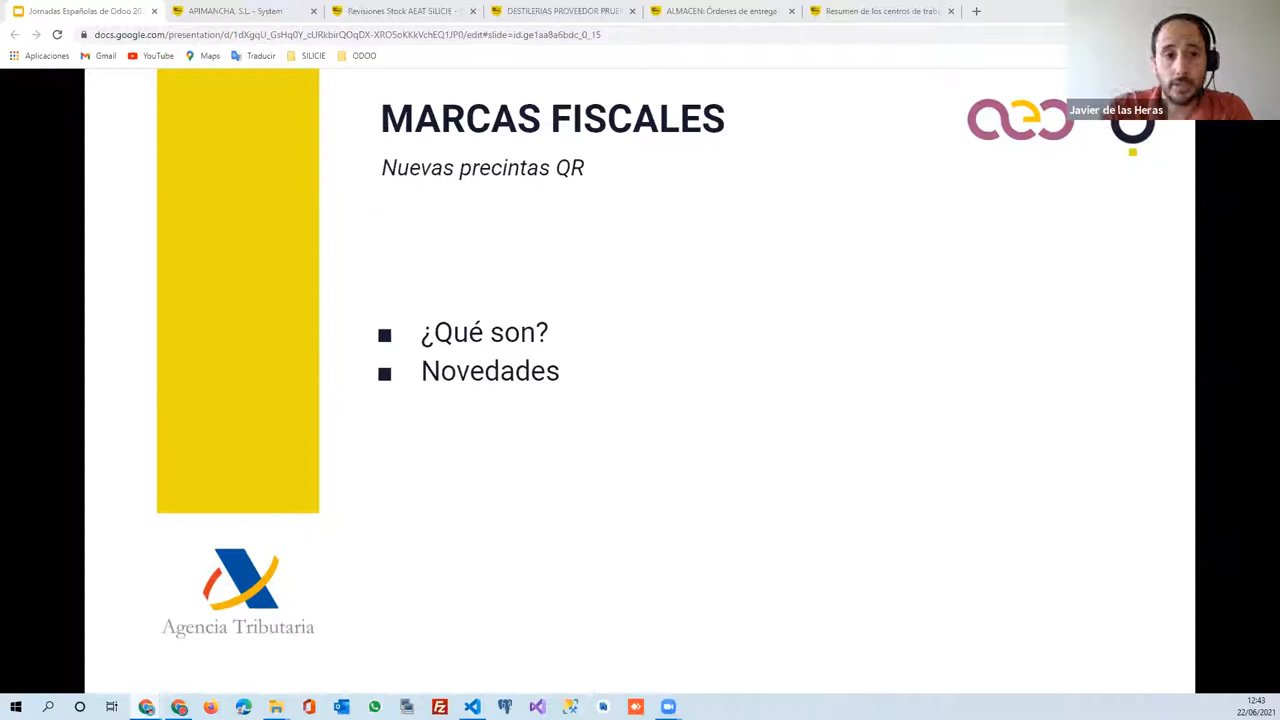 Jornadas Españolas de Odoo 20
APIMANCHA, S.L. - System
Revisiones Stock AEAT SILICIE -
DESTILERIAS PROVEEDOR PRUE
ALMACEN: Órdenes de entrega
Resumen de los centros de trab
Aplicaciones
Gmail
YouTube
Maps
Traducir
SILICIE
ODOO
Javier de las Heras
aeo
MARCAS FISCALES
Nuevas precintas QR
¿Qué son?
Novedades
Agencia Tributaria
12:43
22/06/2021